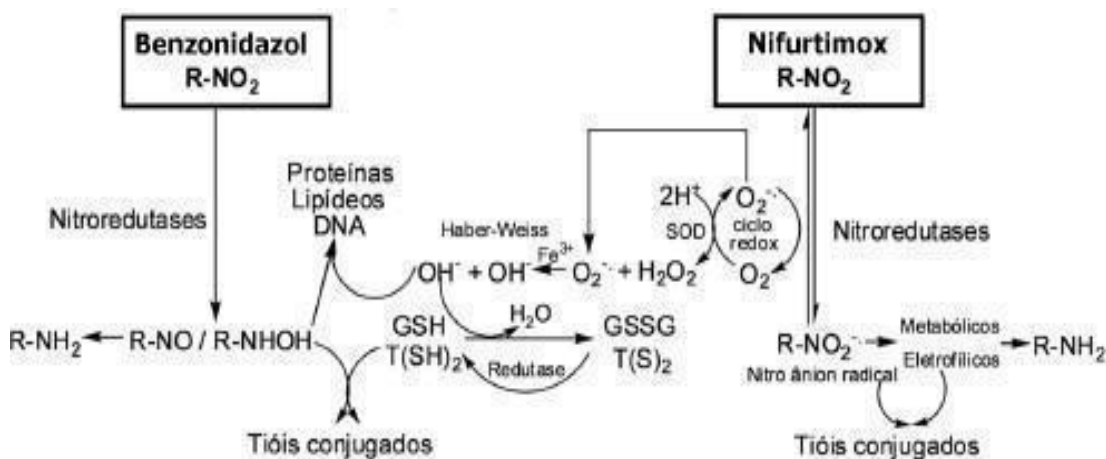 Benzonidazol
R-NO₂
Nifurtimox
R-NO₂
Nitroredutases
Proteínas
Lipídeos
DNA
Haber-Weiss
2H⁺
SOD
O₂⁻·
ciclo
redox
O₂
Nitroredutases
OH⁻ + OH⁻
Fe³⁺
O₂⁻· + H₂O₂
H₂O
R-NH₂
R-NO / R-NHOH
GSH
T(SH)₂
Redutase
GSSG
T(S)₂
R-NO₂⁻·
Nitro ânion radical
Metabólicos
Eletrofílicos
R-NH₂
Tióis conjugados
Tióis conjugados